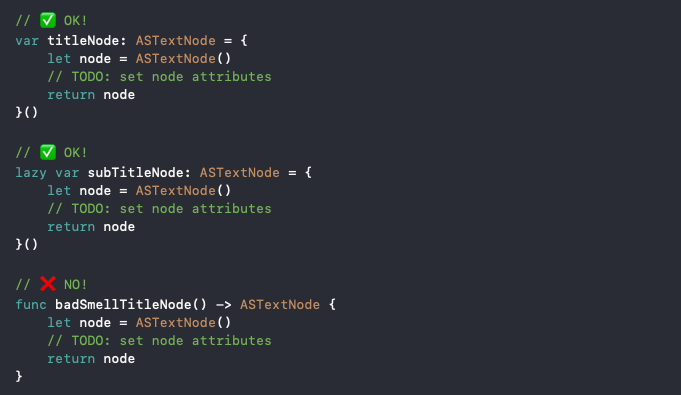 // ✅ OK!
var titleNode: ASTextNode = {
    let node = ASTextNode()
    // TODO: set node attributes
    return node
}()

// ✅ OK!
lazy var subTitleNode: ASTextNode = {
    let node = ASTextNode()
    // TODO: set node attributes
    return node
}()

// ❌ NO!
func badSmellTitleNode() -> ASTextNode {
    let node = ASTextNode()
    // TODO: set node attributes
    return node
}